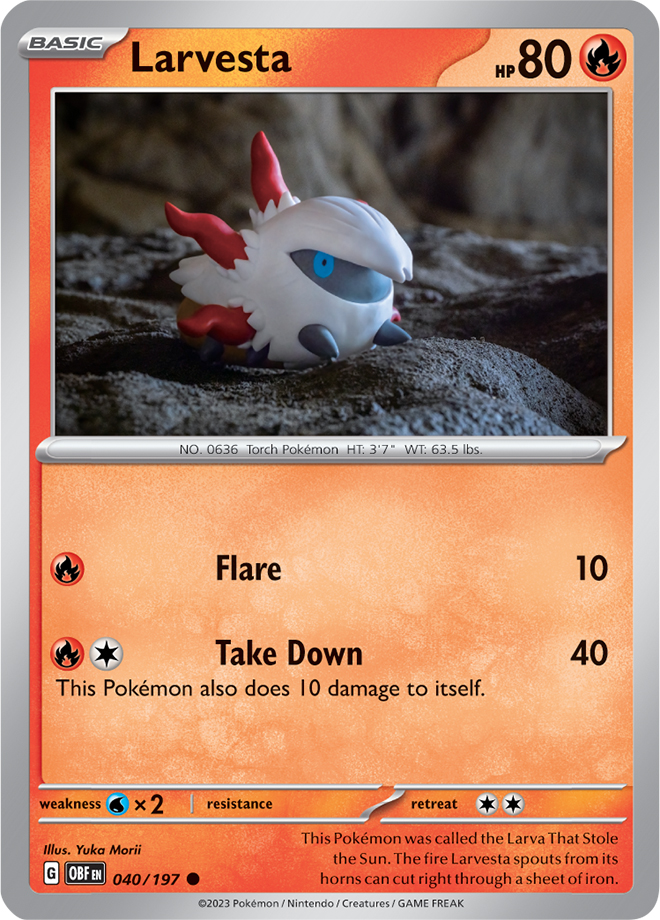 BASIC
Larvesta
HP 80
NO. 0636 Torch Pokémon HT: 3'7" WT: 63.5 lbs.
Flare 10
Take Down 40
This Pokémon also does 10 damage to itself.
weakness ×2 resistance retreat
Illus. Yuka Morii
This Pokémon was called the Larva That Stole
the Sun. The fire Larvesta spouts from its
horns can cut right through a sheet of iron.
G OBF EN 040/197
©2023 Pokémon / Nintendo / Creatures / GAME FREAK